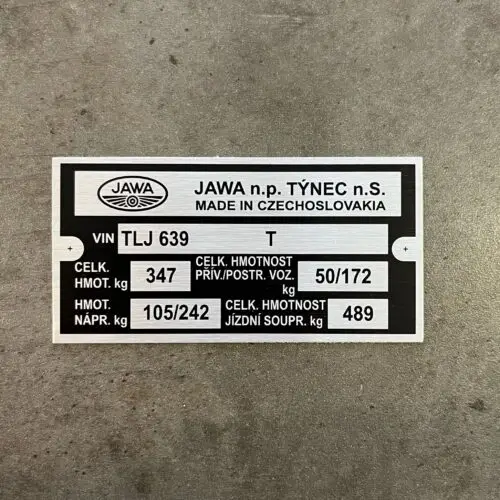 JAWA
JAWA n.p. TÝNEC n.S.
MADE IN CZECHOSLOVAKIA
VIN TLJ 639 T
CELK. HMOT. kg 347
CELK. HMOTNOST PŘÍV./POSTR. VOZ. kg 50/172
HMOT. NÁPR. kg 105/242
CELK. HMOTNOST JÍZDNÍ SOUPR. kg 489